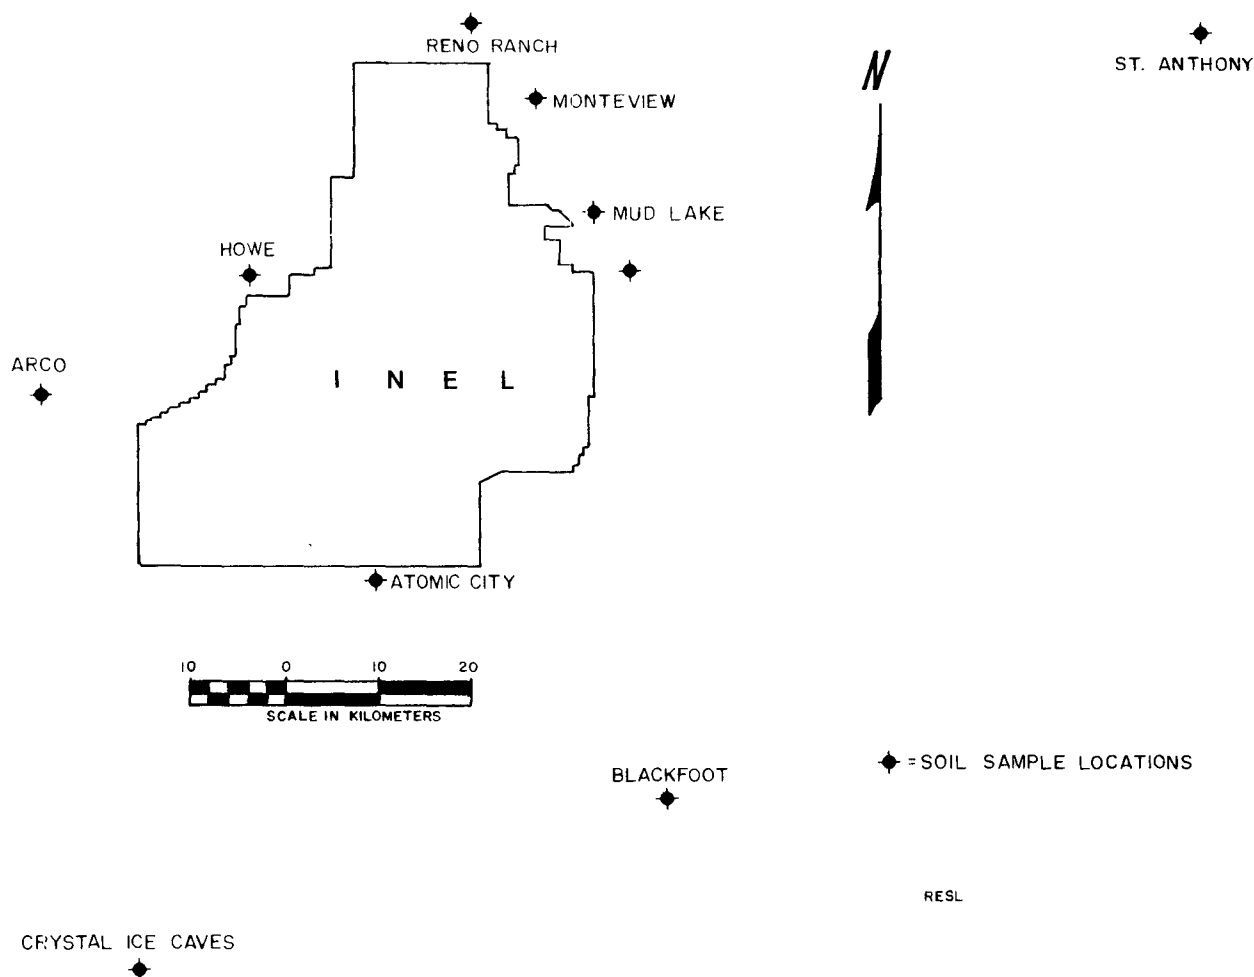 RENO RANCH
ST. ANTHONY
N
MONTEVIEW
MUD LAKE
HOWE
ARCO
I N E L
ATOMIC CITY
10 0 10 20
SCALE IN KILOMETERS
=SOIL SAMPLE LOCATIONS
BLACKFOOT
RESL
CRYSTAL ICE CAVES